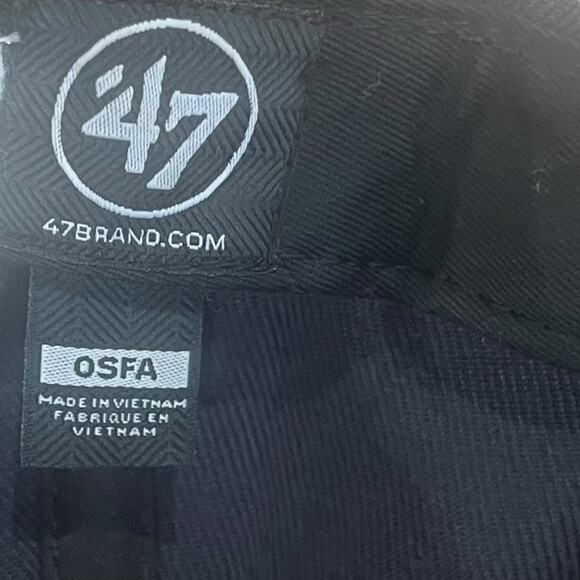 '47
47BRAND.COM
OSFA
MADE IN VIETNAM
FABRIQUE EN
VIETNAM